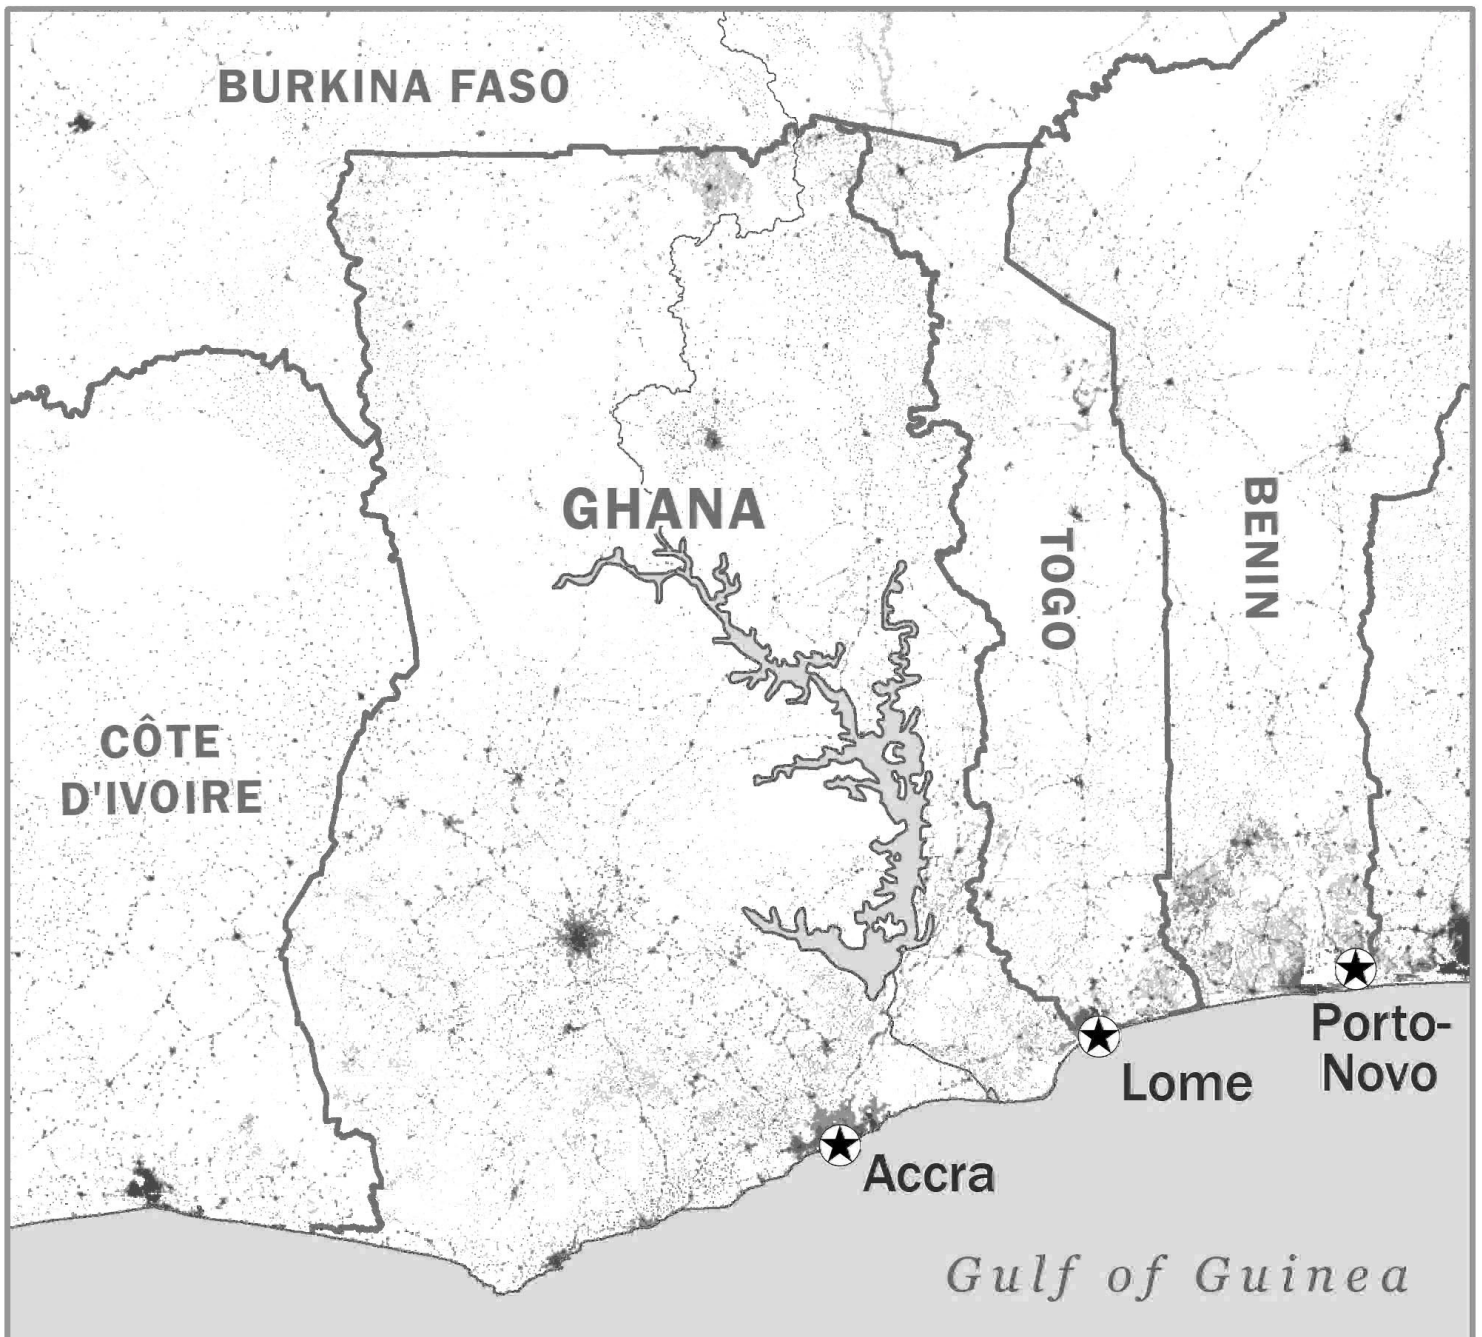 BURKINA FASO
GHANA
TOGO
BENIN
CÔTE
D'IVOIRE
Porto-
Novo
Lome
Accra
Gulf of Guinea